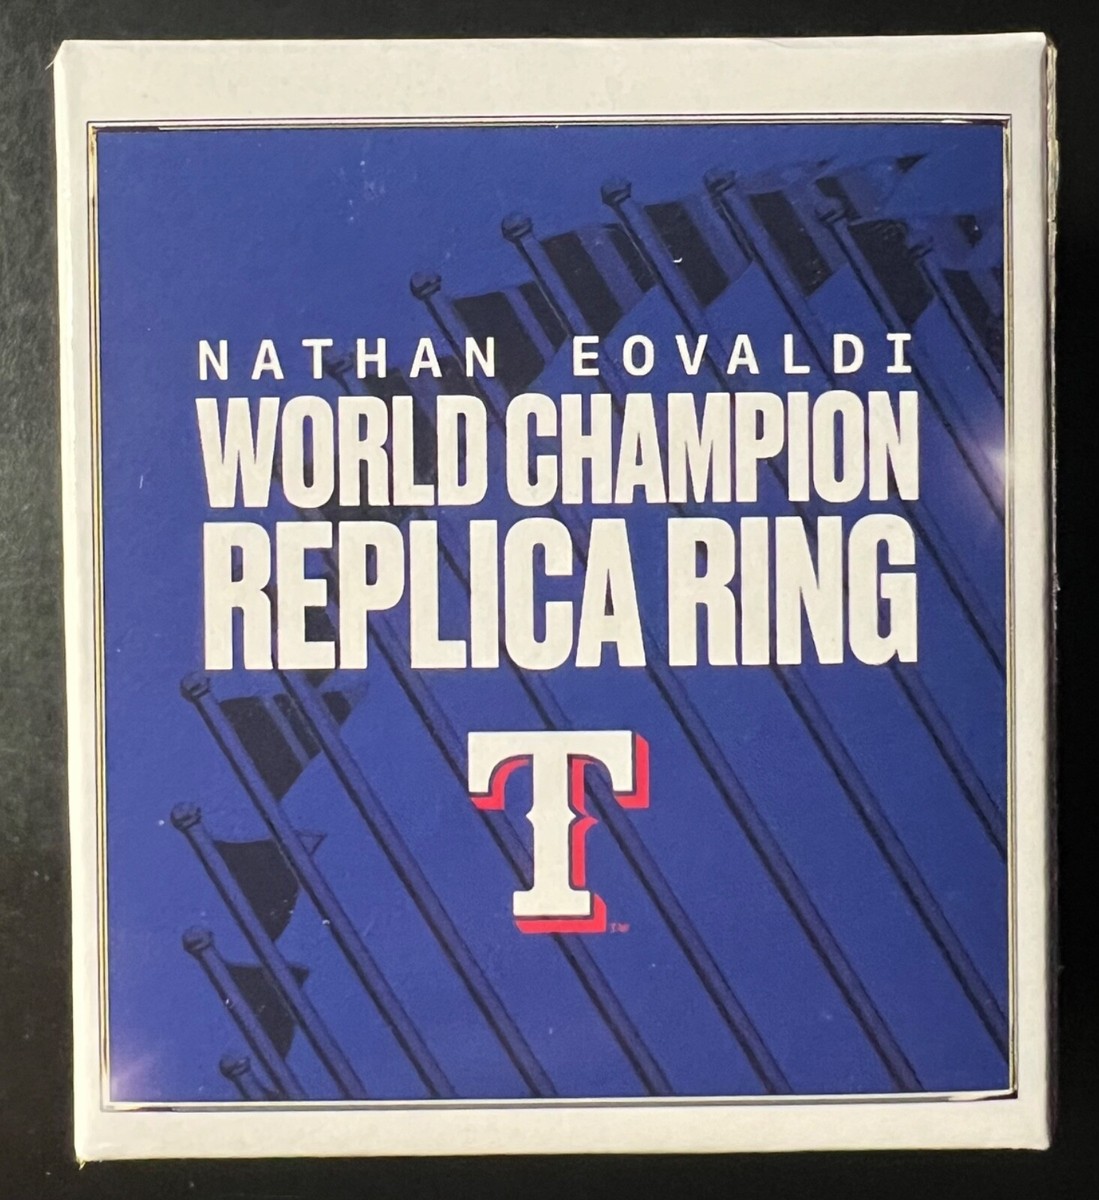 NATHAN EOVALDI
WORLD CHAMPION
REPLICA RING
T